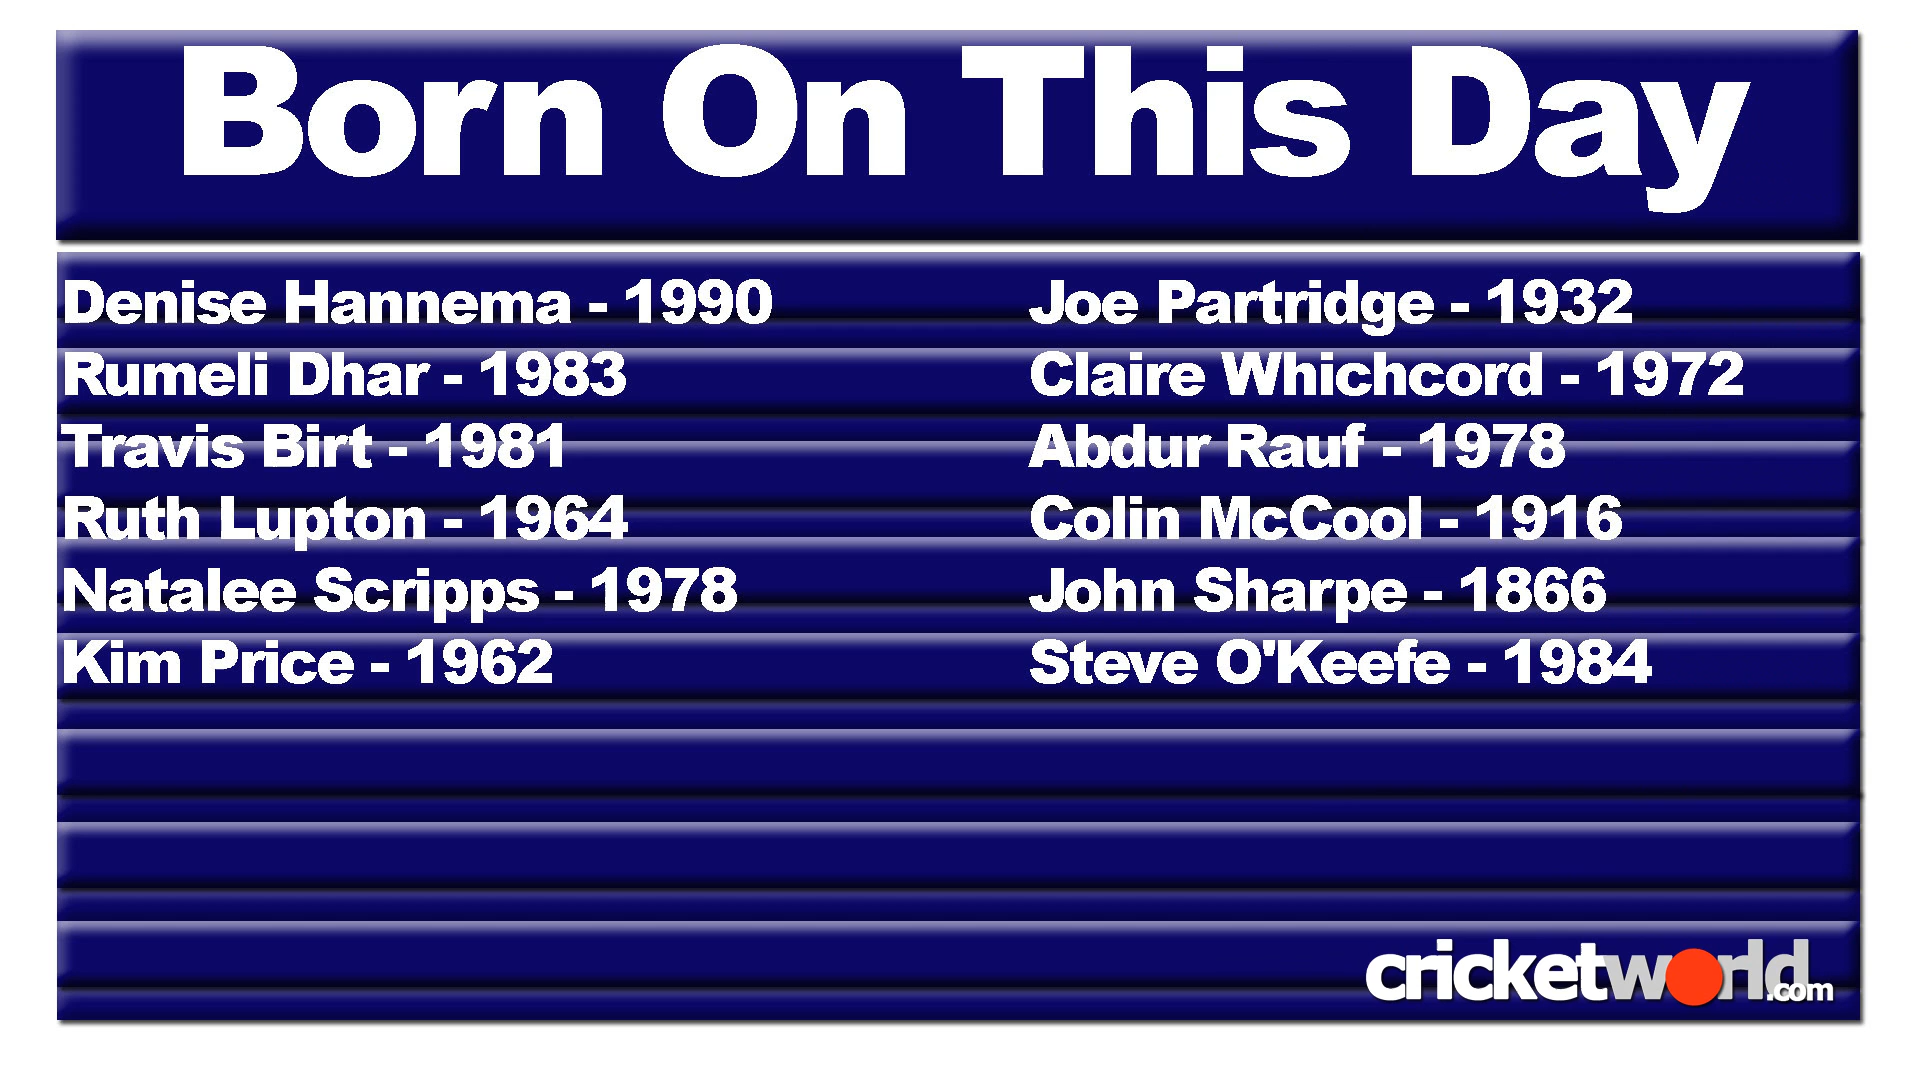 Born On This Day
Denise Hannema - 1990
Rumeli Dhar - 1983
Travis Birt - 1981
Ruth Lupton - 1964
Natalee Scripps - 1978
Kim Price - 1962
Joe Partridge - 1932
Claire Whichcord - 1972
Abdur Rauf - 1978
Colin McCool - 1916
John Sharpe - 1866
Steve O'Keefe - 1984
cricketworld.com